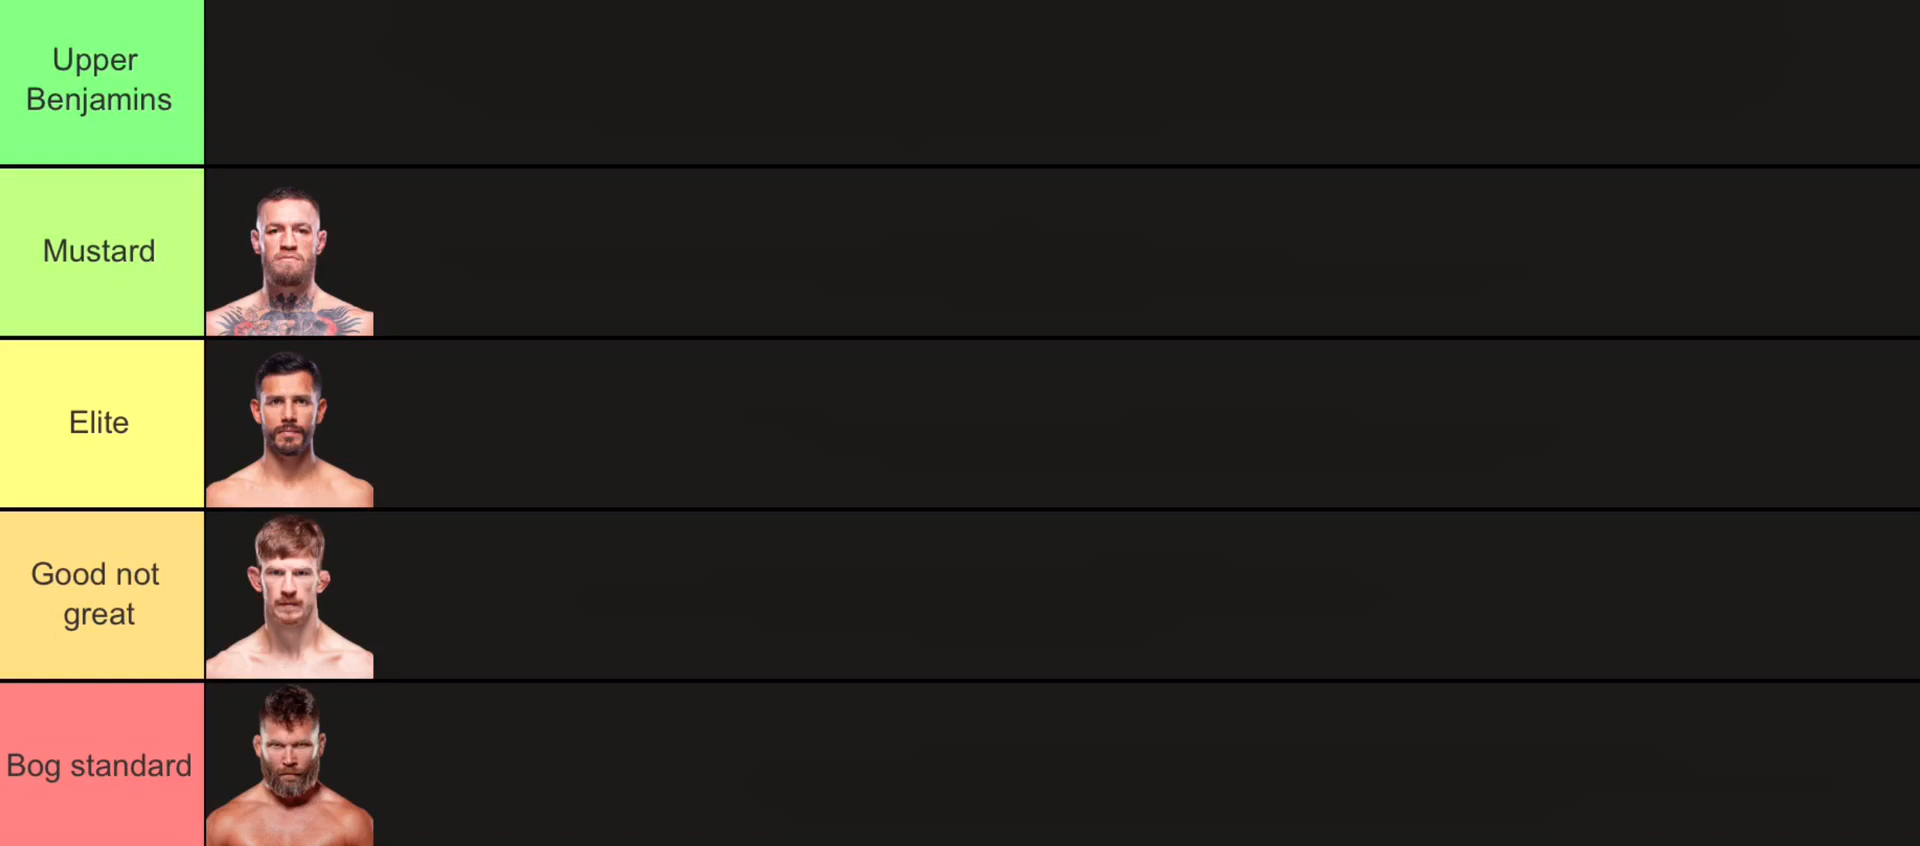 Upper
Benjamins
Mustard
Elite
Good not
great
Bog standard